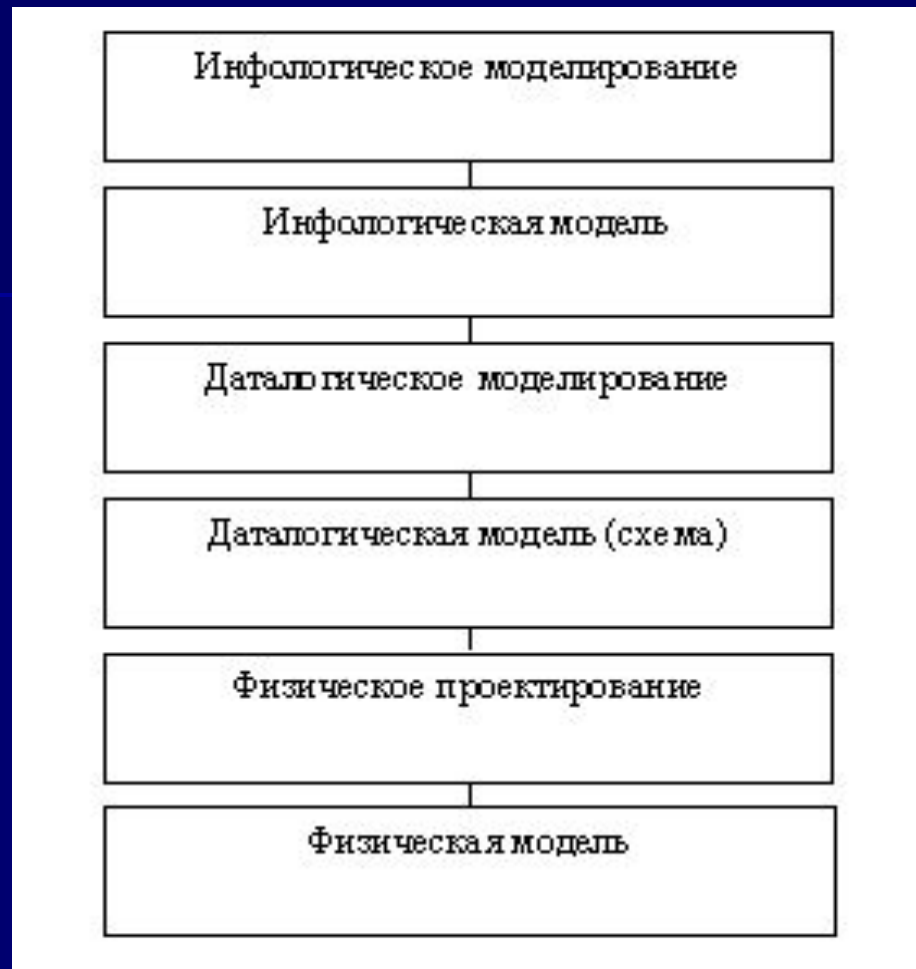 Инфологическое моделирование
Инфологическая модель
Даталогическое моделирование
Даталогическая модель (схема)
Физическое проектирование
Физическая модель